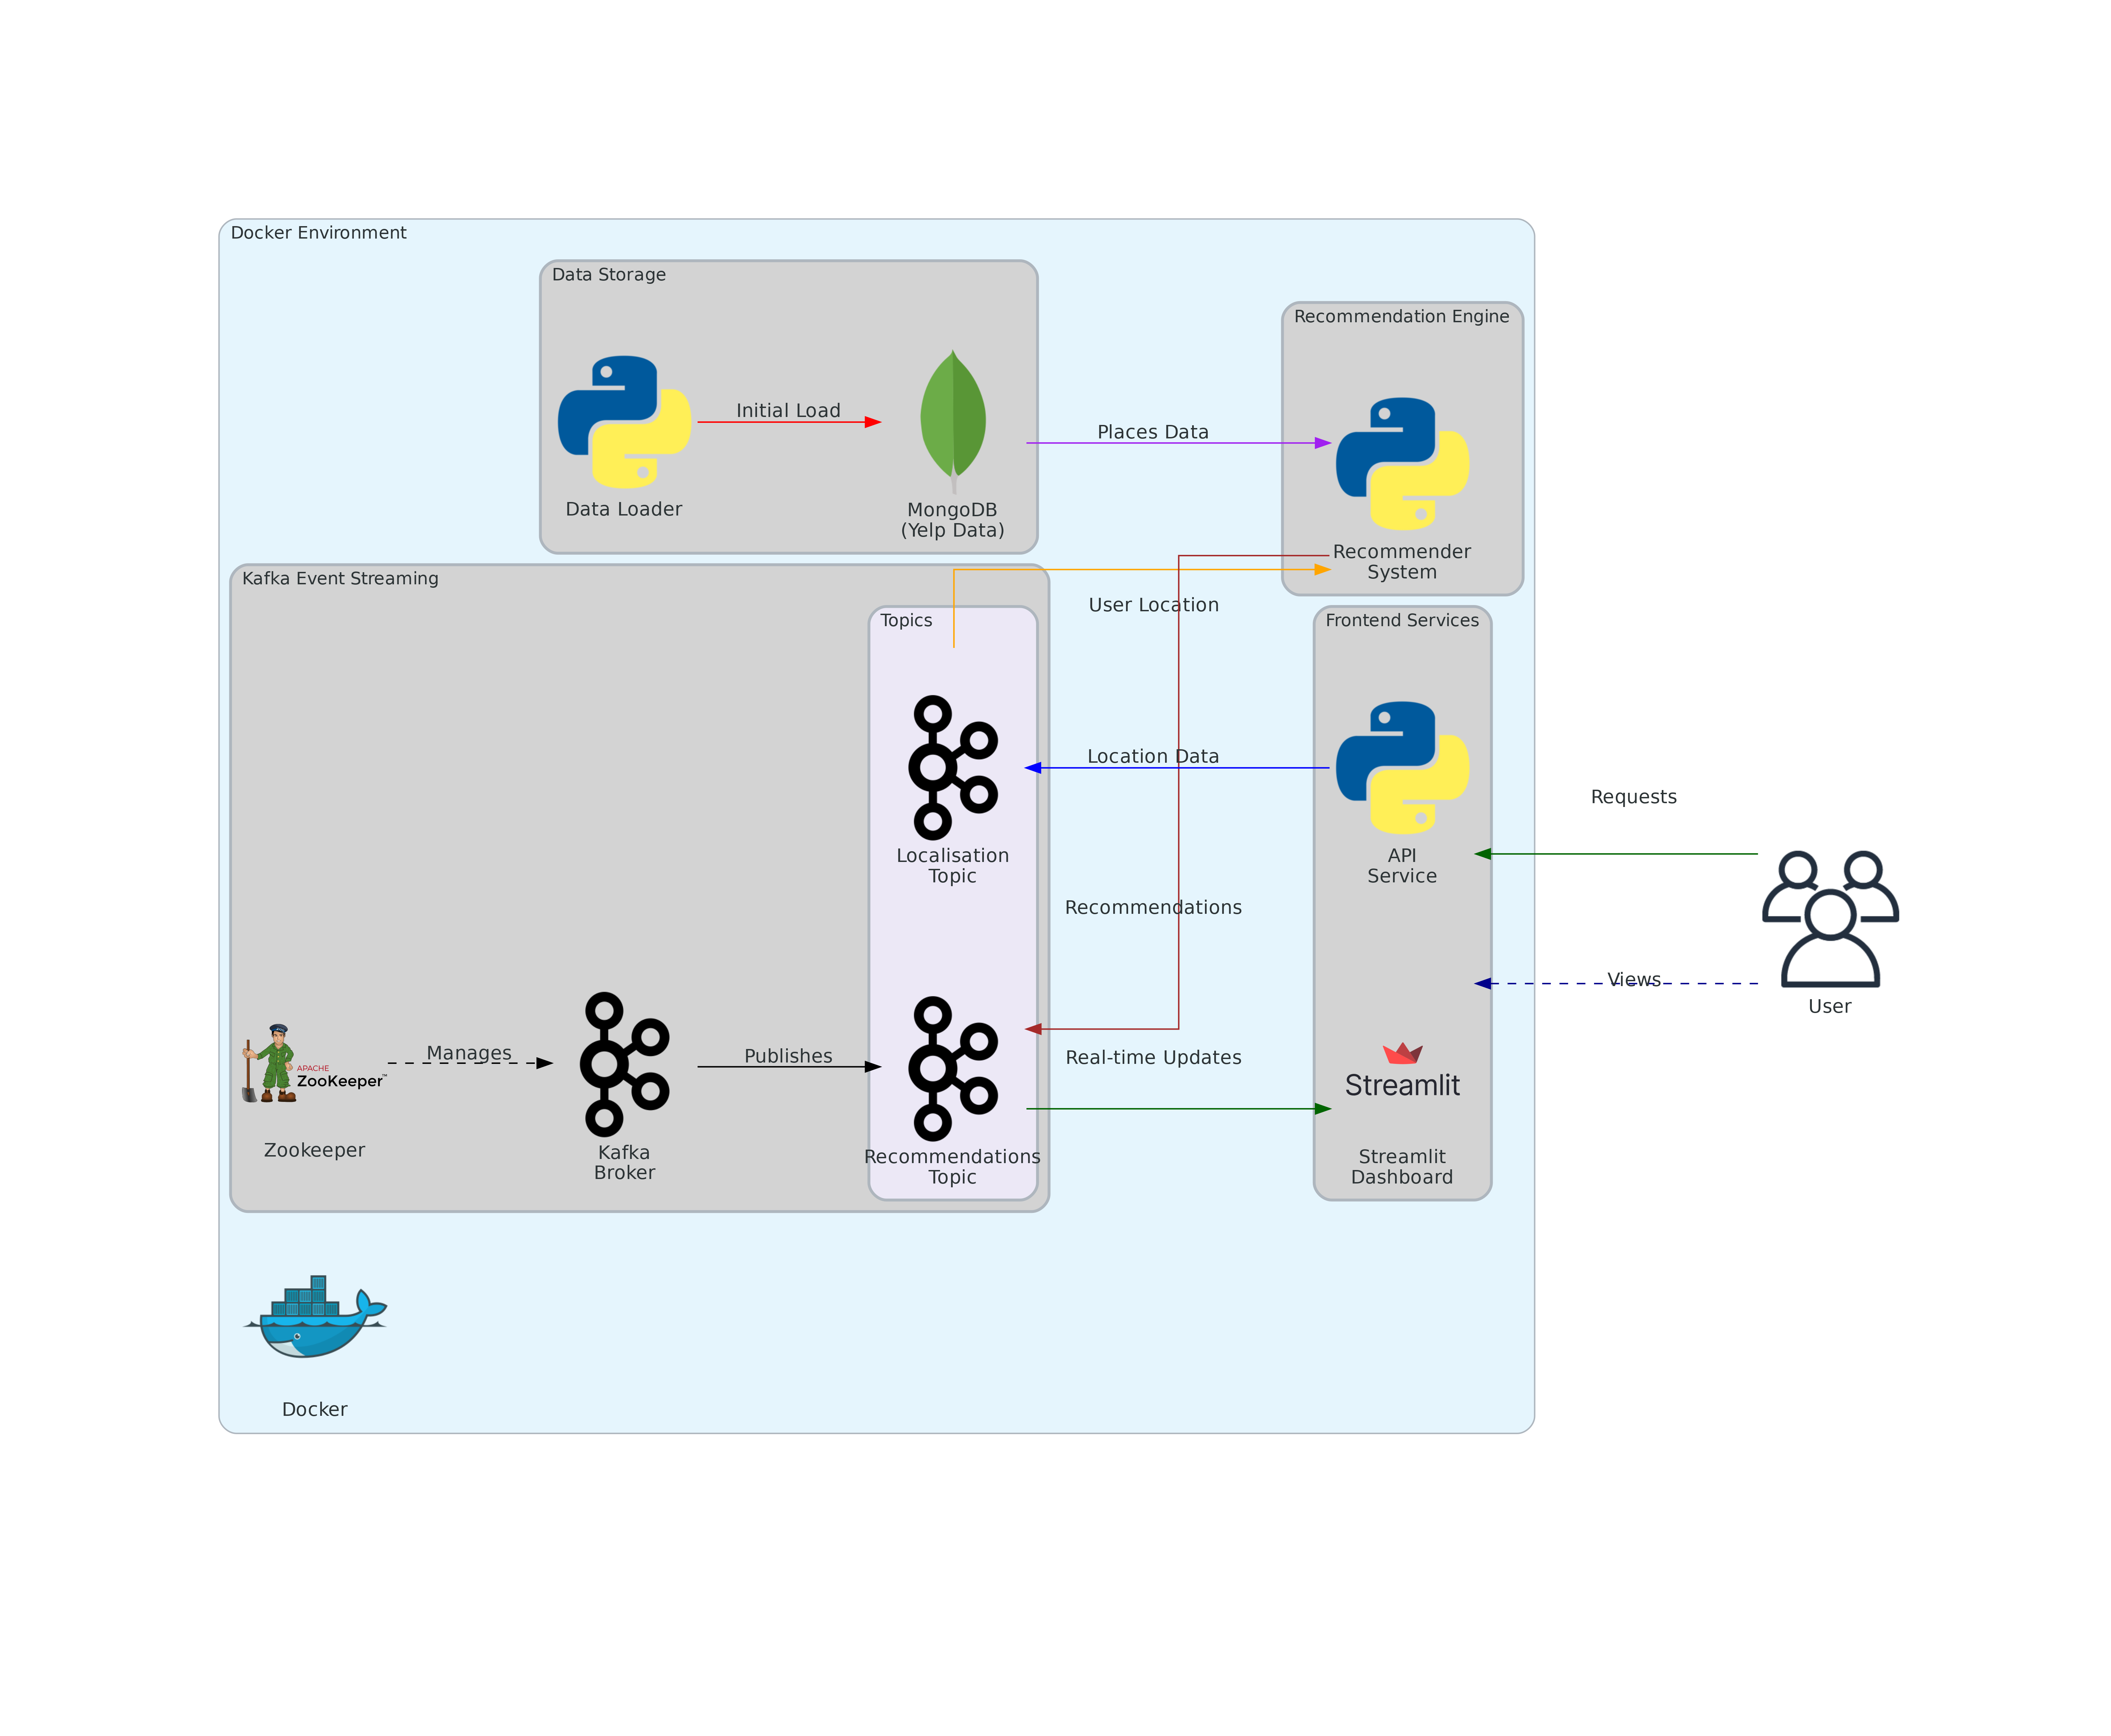 Docker Environment
Data Storage
Recommendation Engine
Initial Load
Places Data
Data Loader
MongoDB
(Yelp Data)
Recommender
System
Kafka Event Streaming
User Location
Topics
Frontend Services
Location Data
Requests
Localisation
Topic
API
Service
Recommendations
Views
User
Manages
Publishes
Real-time Updates
APACHE
ZooKeeper™
Streamlit
Zookeeper
Kafka
Broker
Recommendations
Topic
Streamlit
Dashboard
Docker